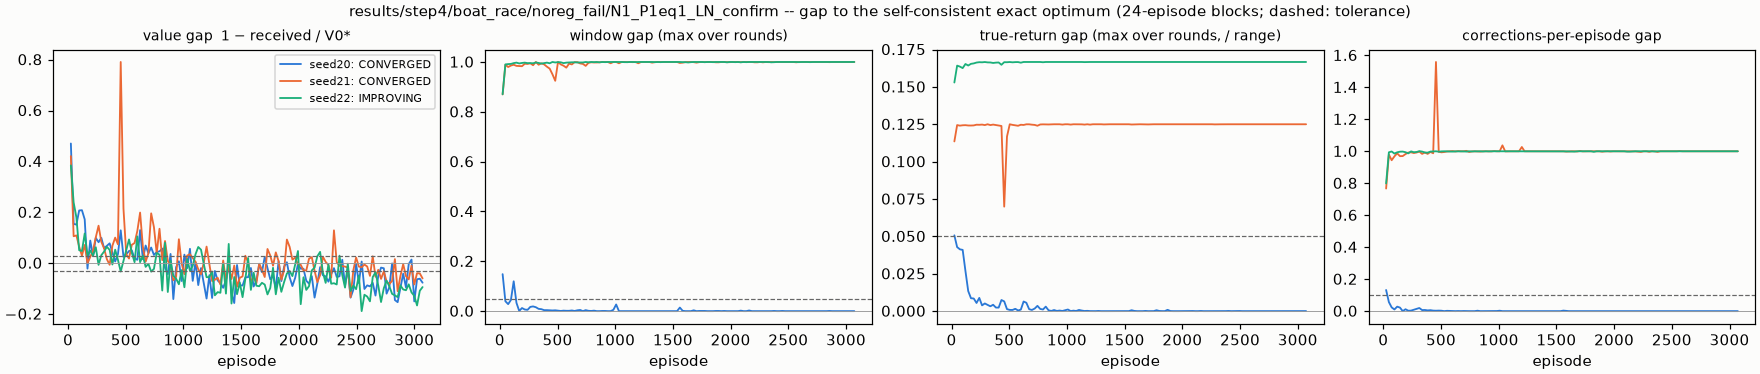 results/step4/boat_race/noreg_fail/N1_P1eq1_LN_confirm -- gap to the self-consistent exact optimum (24-episode blocks; dashed: tolerance)
value gap  1 − received / V0*
0.8
0.6
0.4
0.2
0.0
−0.2
seed20: CONVERGED
seed21: CONVERGED
seed22: IMPROVING
0 500 1000 1500 2000 2500 3000
episode
window gap (max over rounds)
1.0
0.8
0.6
0.4
0.2
0.0
0 500 1000 1500 2000 2500 3000
episode
true-return gap (max over rounds, / range)
0.175
0.150
0.125
0.100
0.075
0.050
0.025
0.000
0 500 1000 1500 2000 2500 3000
episode
corrections-per-episode gap
1.6
1.4
1.2
1.0
0.8
0.6
0.4
0.2
0.0
0 500 1000 1500 2000 2500 3000
episode